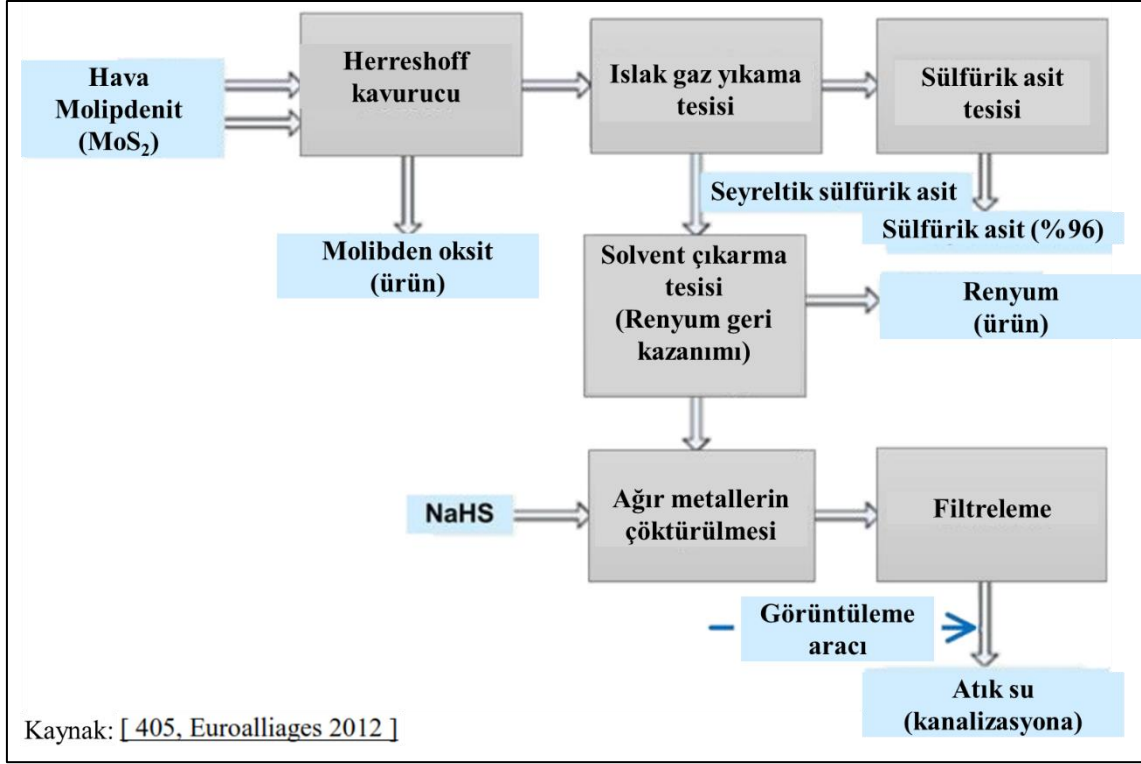 Hava
Molipdenit
(MoS₂)
Herreshoff
kavurucu
Islak gaz yıkama
tesisi
Sülfürik asit
tesisi
Seyreltik sülfürik asit
Sülfürik asit (%96)
Molibden oksit
(ürün)
Solvent çıkarma
tesisi
(Renyum geri
kazanımı)
Renyum
(ürün)
NaHS
Ağır metallerin
çöktürülmesi
Filtreleme
Görüntüleme
aracı
Atık su
(kanalizasyona)
Kaynak: [ 405, Euroalliages 2012 ]